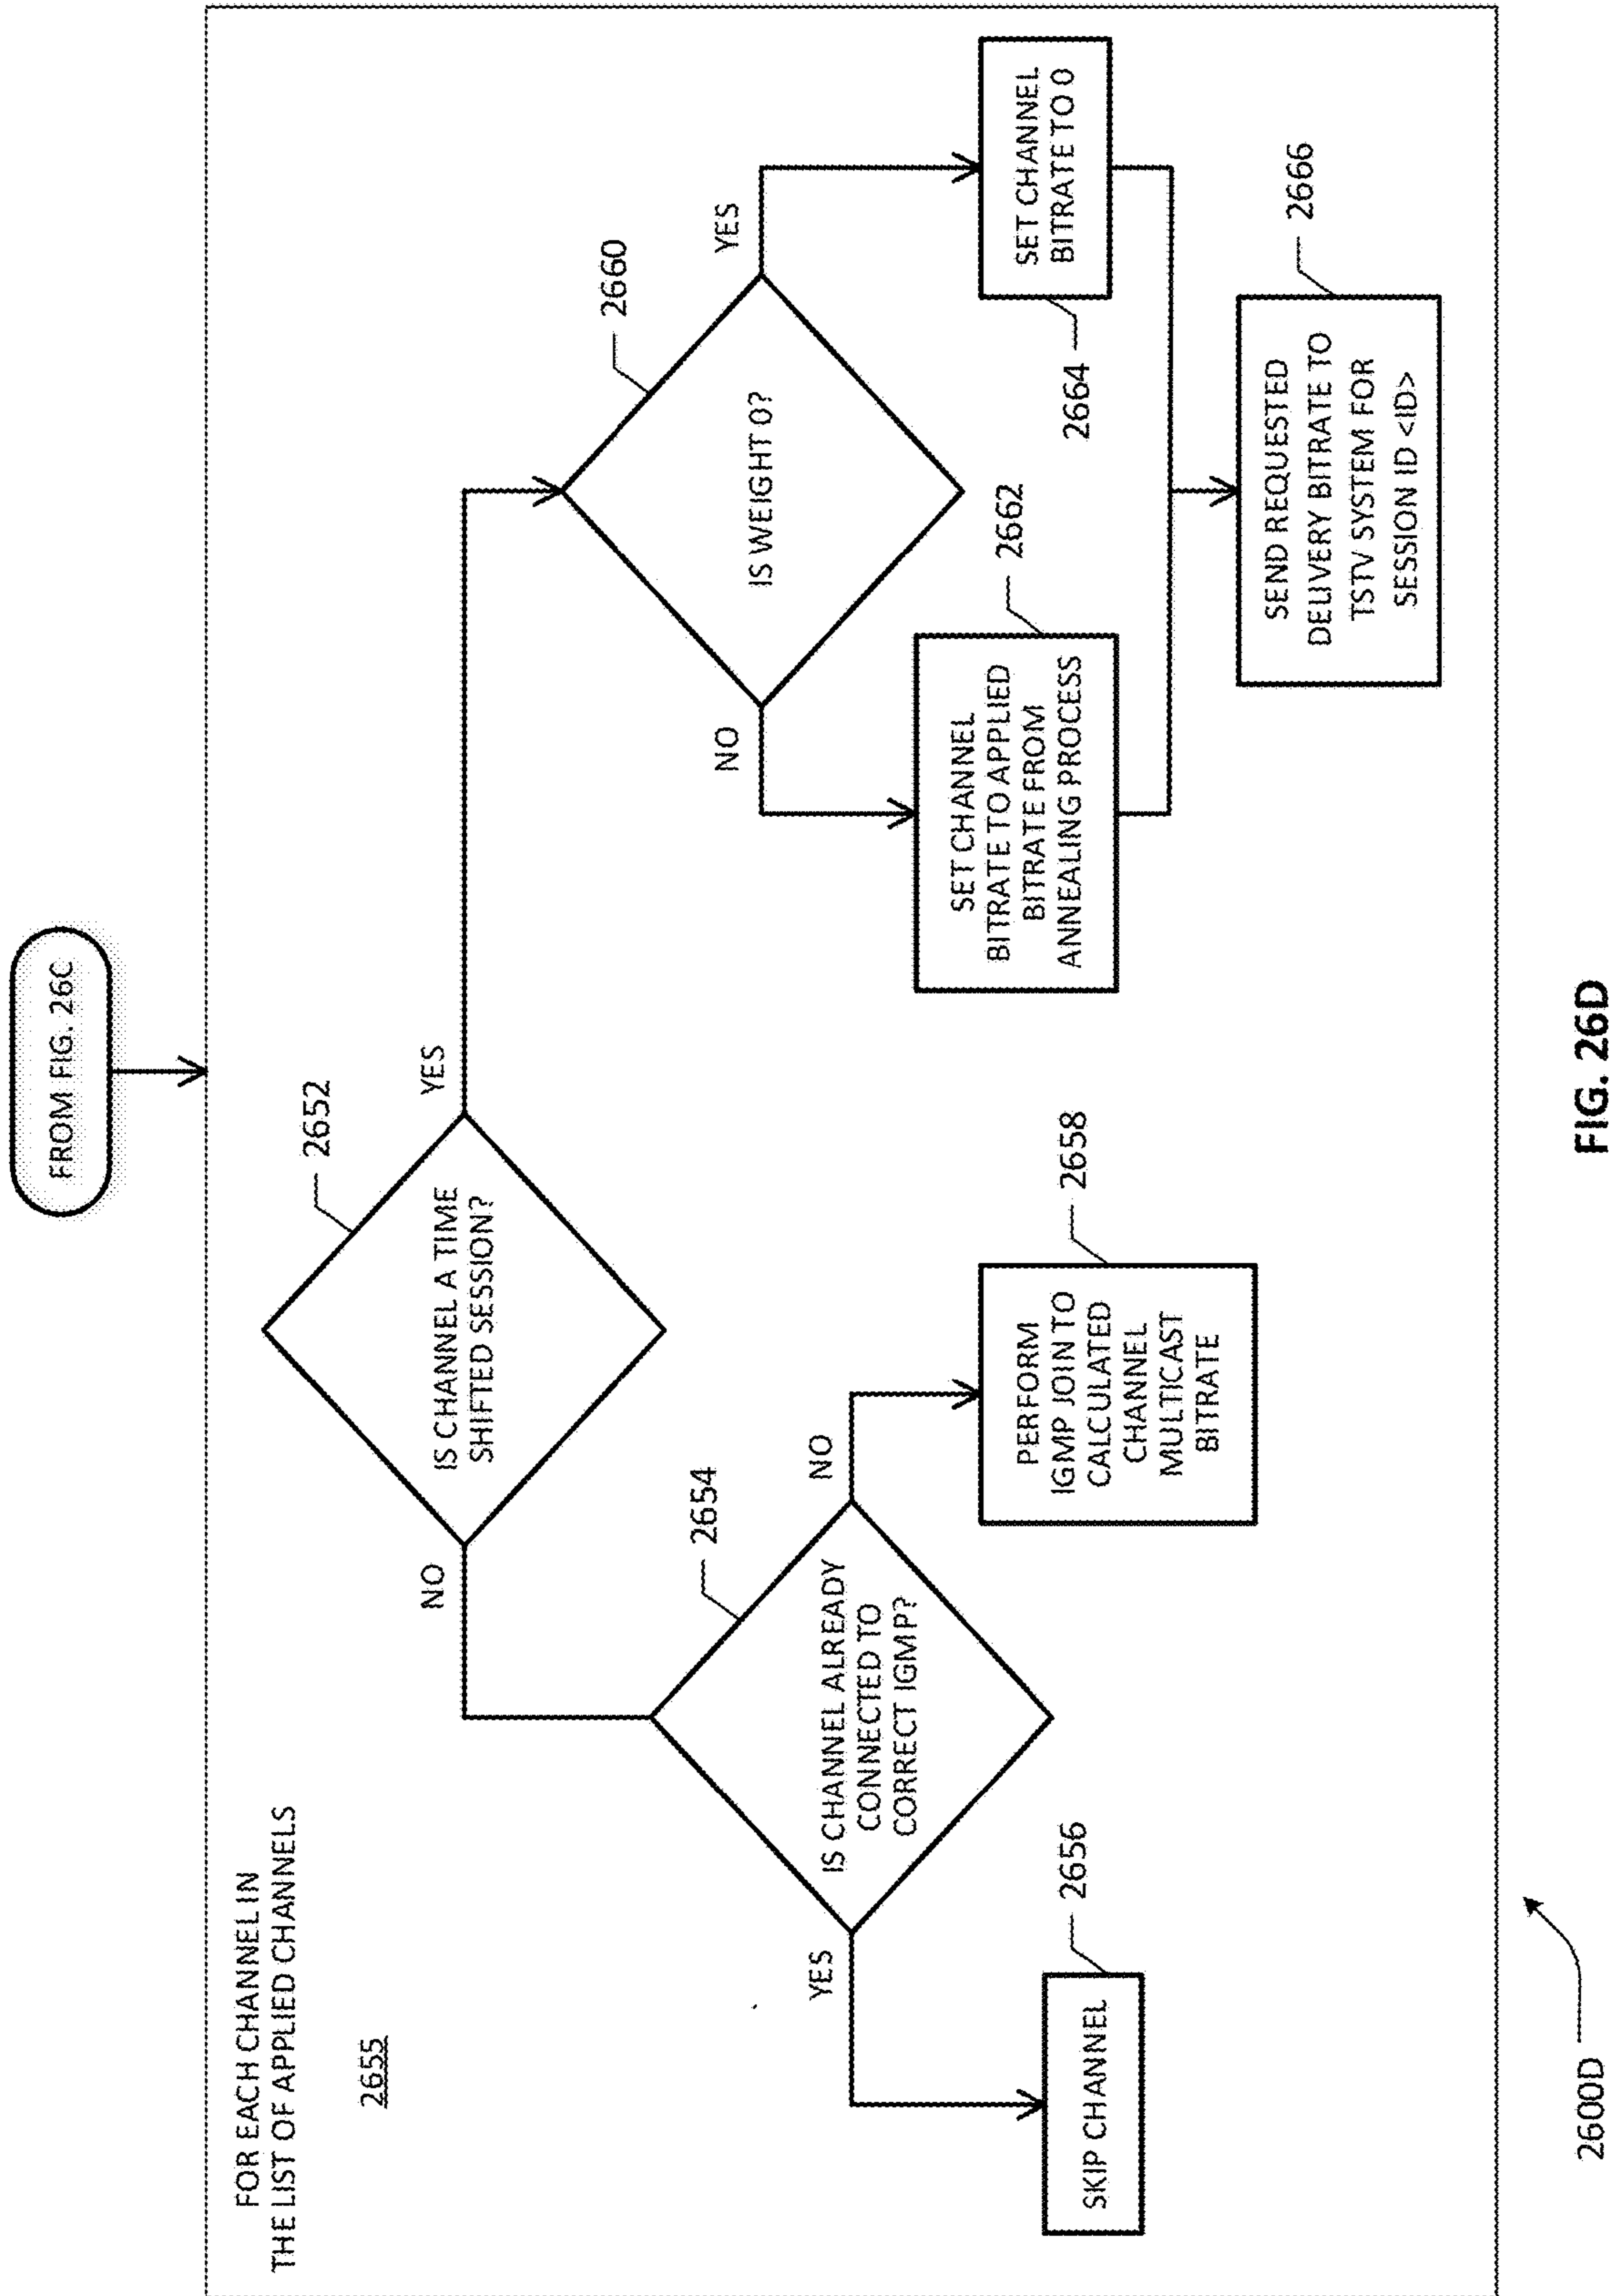 FROM FIG. 26C
FOR EACH CHANNEL IN
THE LIST OF APPLIED CHANNELS
2655
2652
IS CHANNEL A TIME
SHIFTED SESSION?
NO
YES
2654
IS CHANNEL ALREADY
CONNECTED TO
CORRECT IGMP?
YES
NO
2656
SKIP CHANNEL
2658
PERFORM
IGMP JOIN TO
CALCULATED
CHANNEL
MULTICAST
BITRATE
2660
IS WEIGHT 0?
NO
YES
2662
SET CHANNEL
BITRATE TO APPLIED
BITRATE FROM
ANNEALING PROCESS
SET CHANNEL
BITRATE TO 0
2664
2666
SEND REQUESTED
DELIVERY BITRATE TO
TSTV SYSTEM FOR
SESSION ID <ID>
2600D
FIG. 26D